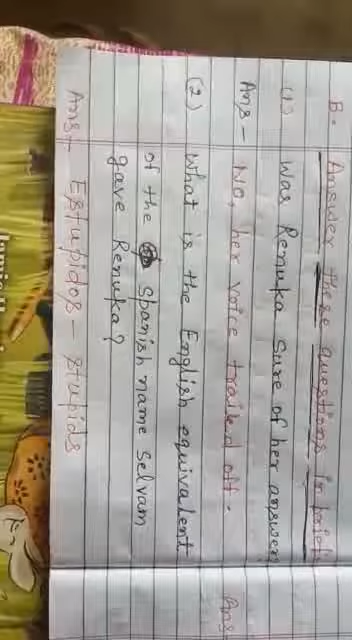 B. Answer these questions in brief:
(1) Was Renuka sure of her answer
Ans - No, her voice trailed off.
(2) What is the English equivalent
of the Spanish name Selvam
gave Renuka?
Ans - Estupidos - stupids
Ans